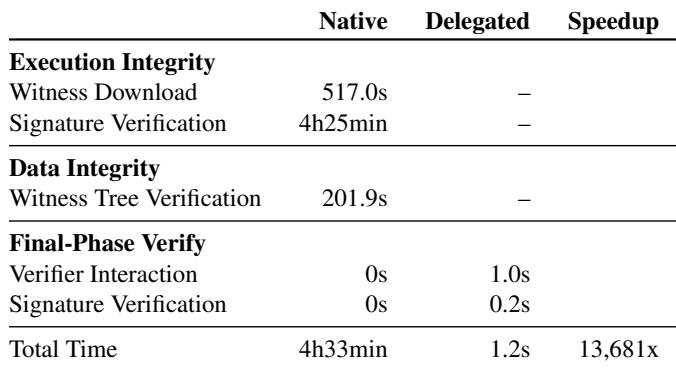 Native Delegated Speedup
Execution Integrity
Witness Download 517.0s –
Signature Verification 4h25min –
Data Integrity
Witness Tree Verification 201.9s –
Final-Phase Verify
Verifier Interaction 0s 1.0s
Signature Verification 0s 0.2s
Total Time 4h33min 1.2s 13,681x